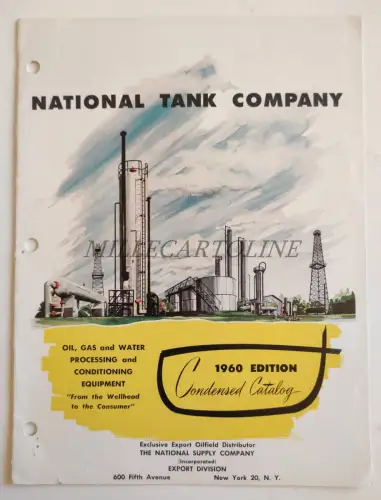 NATIONAL TANK COMPANY
MILLECARTOLINE
OIL, GAS and WATER
PROCESSING and
CONDITIONING
EQUIPMENT
"From the Wellhead
to the Consumer"
1960 EDITION
Condensed Catalog
Exclusive Export Oilfield Distributor
THE NATIONAL SUPPLY COMPANY
(Incorporated)
EXPORT DIVISION
600 Fifth Avenue New York 20, N. Y.